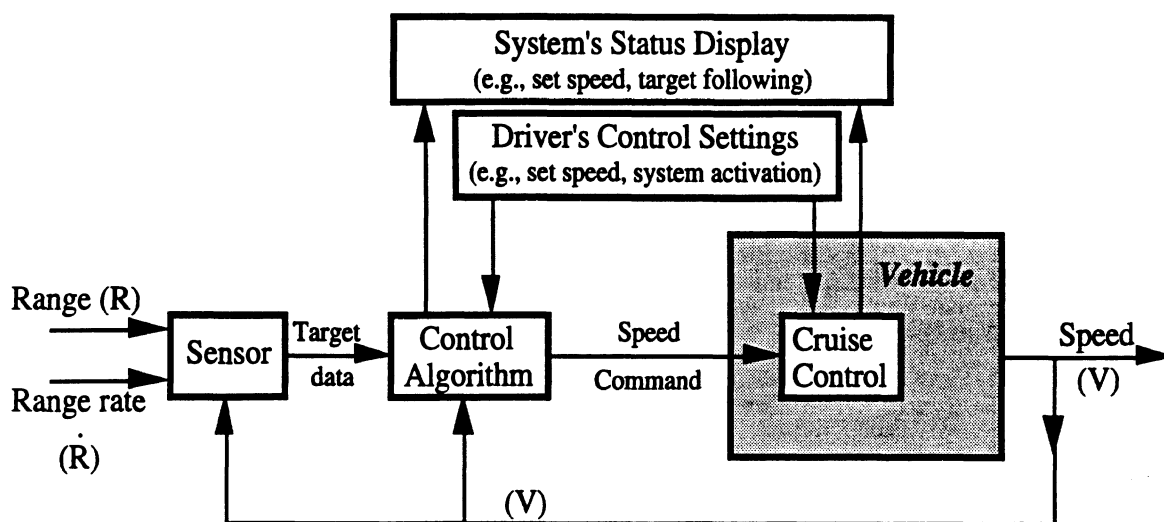 System's Status Display
(e.g., set speed, target following)
Driver's Control Settings
(e.g., set speed, system activation)
Vehicle
Range (R)
Sensor
Range rate
(Ṙ)
Target
data
Control
Algorithm
Speed
Command
Cruise
Control
Speed
(V)
(V)